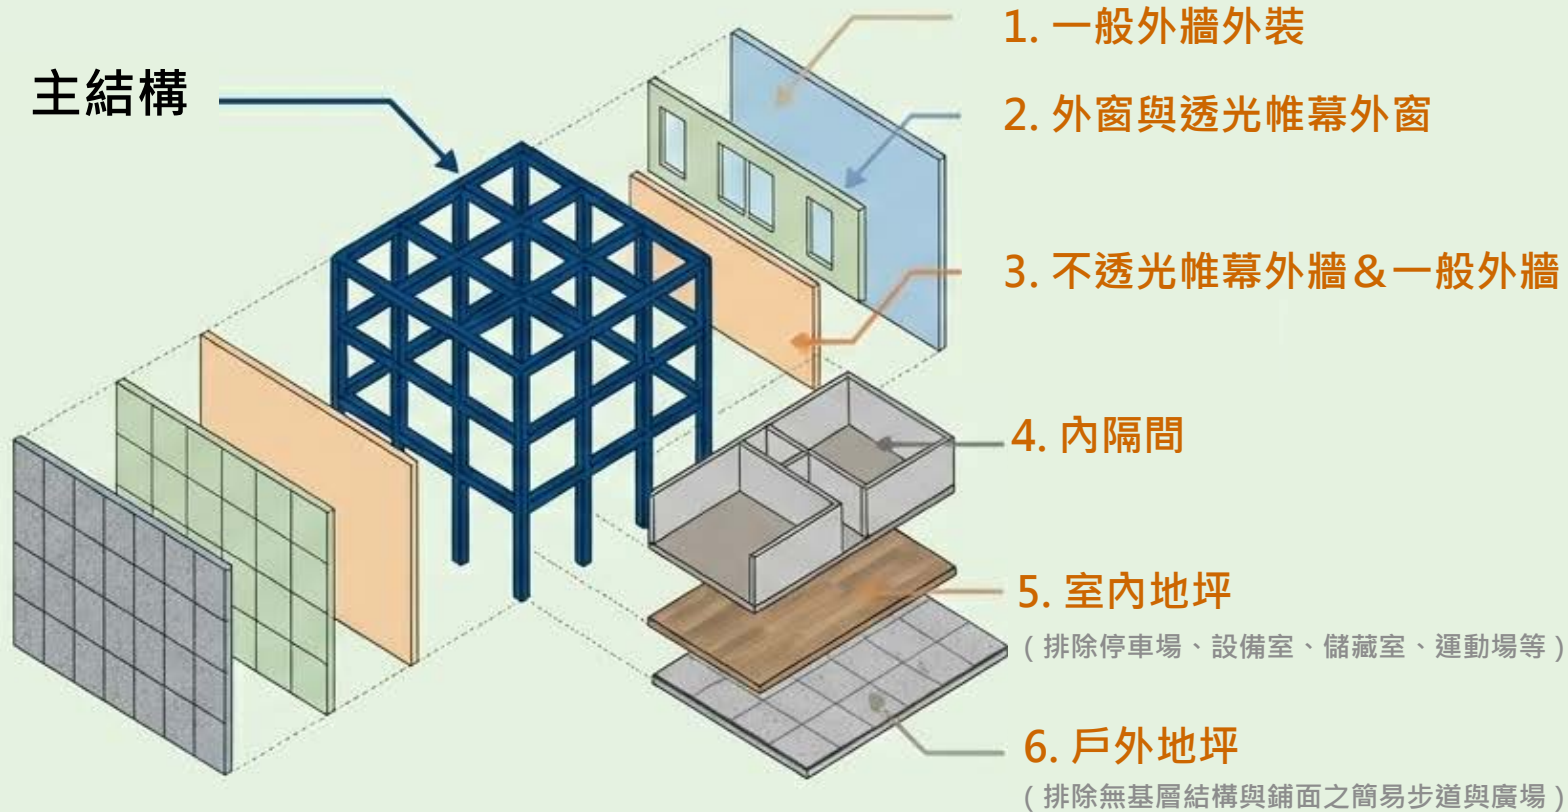 主結構
1. 一般外牆外裝
2. 外窗與透光帷幕外窗
3. 不透光帷幕外牆＆一般外牆
4. 內隔間
5. 室內地坪
（排除停車場、設備室、儲藏室、運動場等）
6. 戶外地坪
（排除無基層結構與鋪面之簡易步道與廣場）